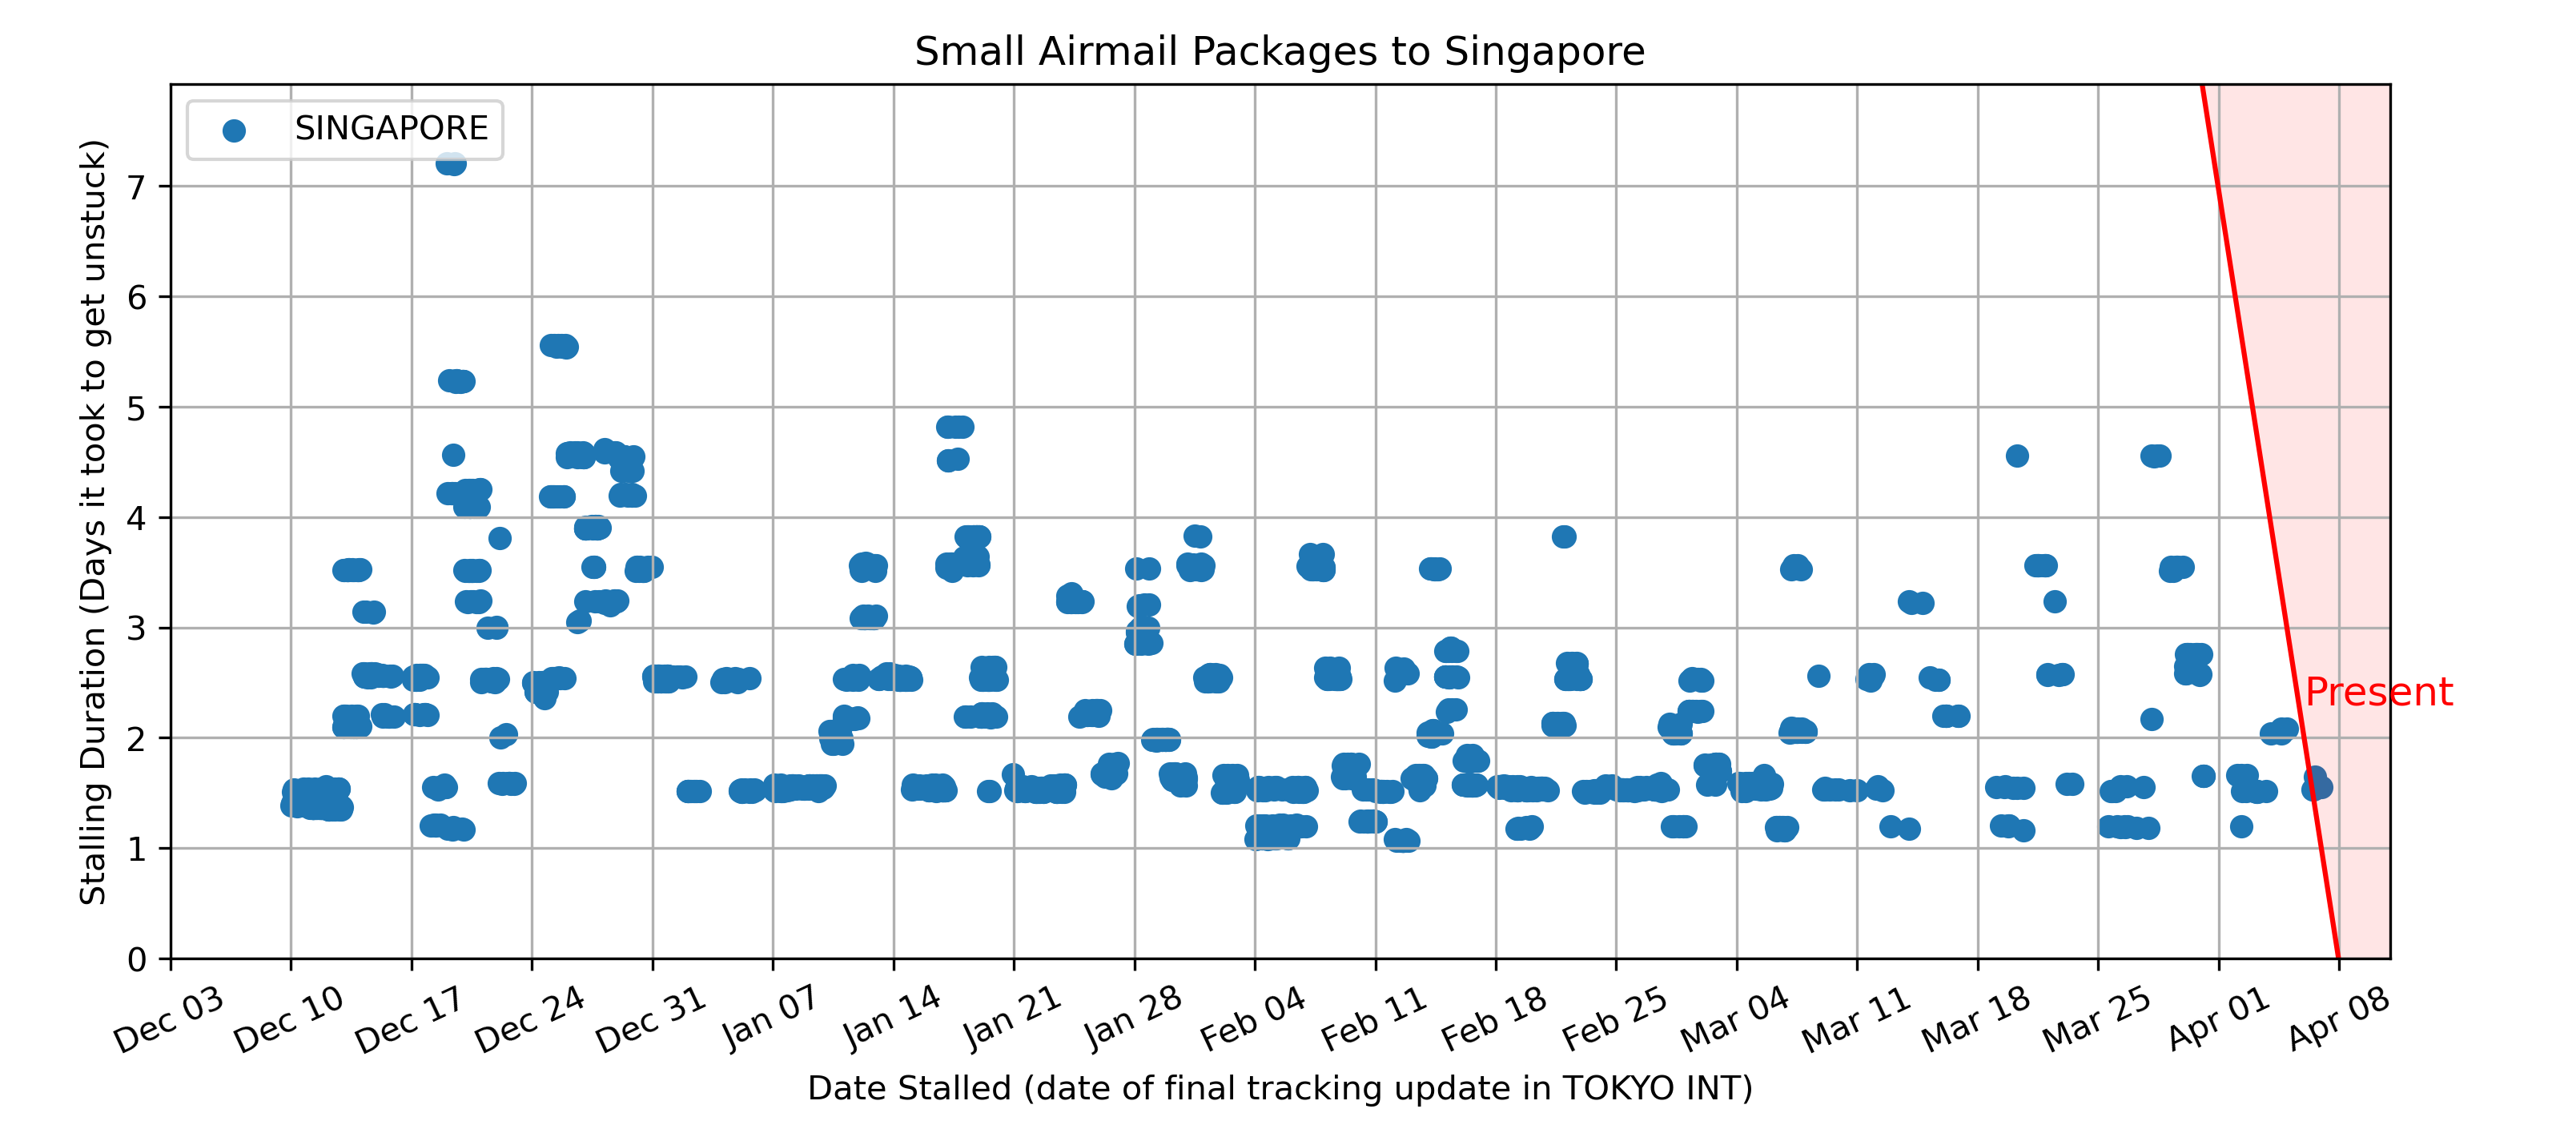 Small Airmail Packages to Singapore
SINGAPORE
Stalling Duration (Days it took to get unstuck)
7
6
5
4
3
2
1
0
Present
Dec 03
Dec 10
Dec 17
Dec 24
Dec 31
Jan 07
Jan 14
Jan 21
Jan 28
Feb 04
Feb 11
Feb 18
Feb 25
Mar 04
Mar 11
Mar 18
Mar 25
Apr 01
Apr 08
Date Stalled (date of final tracking update in TOKYO INT)